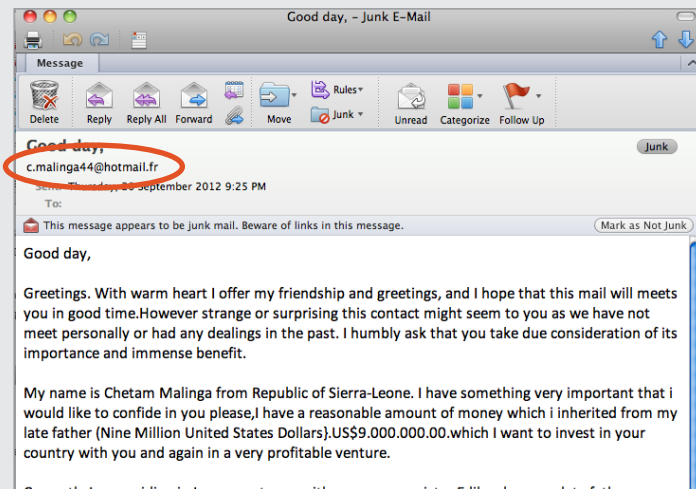 Good day, – Junk E-Mail
Message
Delete Reply Reply All Forward Move Rules Junk Unread Categorize Follow Up
Good day,
Junk
c.malinga44@hotmail.fr
Sent: Thursday, 20 September 2012 9:25 PM
To:
This message appears to be junk mail. Beware of links in this message.
Mark as Not Junk
Good day,
Greetings. With warm heart I offer my friendship and greetings, and I hope that this mail will meets
you in good time.However strange or surprising this contact might seem to you as we have not
meet personally or had any dealings in the past. I humbly ask that you take due consideration of its
importance and immense benefit.
My name is Chetam Malinga from Republic of Sierra-Leone. I have something very important that i
would like to confide in you please,I have a reasonable amount of money which i inherited from my
late father (Nine Million United States Dollars}.US$9.000.000.00.which I want to invest in your
country with you and again in a very profitable venture.